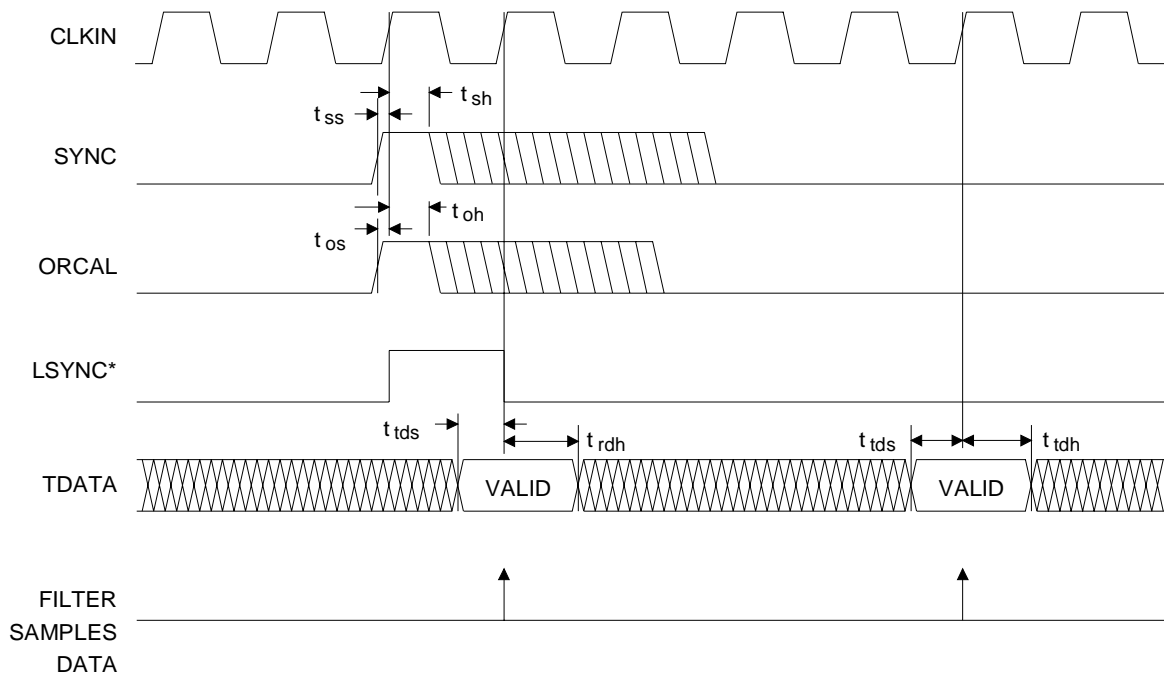 CLKIN
t sh
t ss
SYNC
t oh
t os
ORCAL
LSYNC*
t tds
t rdh
t tds
t tdh
TDATA
VALID
VALID
FILTER
SAMPLES
DATA